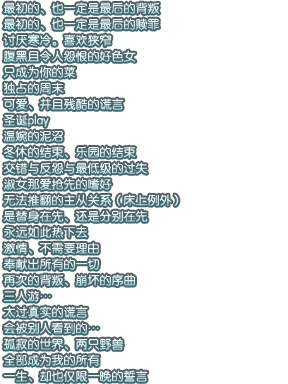 最初的、也一定是最后的背叛
最初的、也一定是最后的赎罪
讨厌寒冷。喜欢狭窄
腹黑且令人怨恨的好色女
只成为你的菜
独占的周末
可爱、并且残酷的谎言
圣诞play
温婉的泥沼
冬休的结束、乐园的结束
交错与反怨与最低级的过失
淑女那爱抢先的嗜好
无法推翻的主从关系（床上例外）
是替身在先、还是分别在先
永远如此热下去
激情、不需要理由
奉献出所有的一切
再次的背叛、崩坏的序曲
三人游…
太过真实的谎言
会被别人看到的…
孤寂的世界、两只野兽
全部成为我的所有
一生、却也仅限一晚的誓言